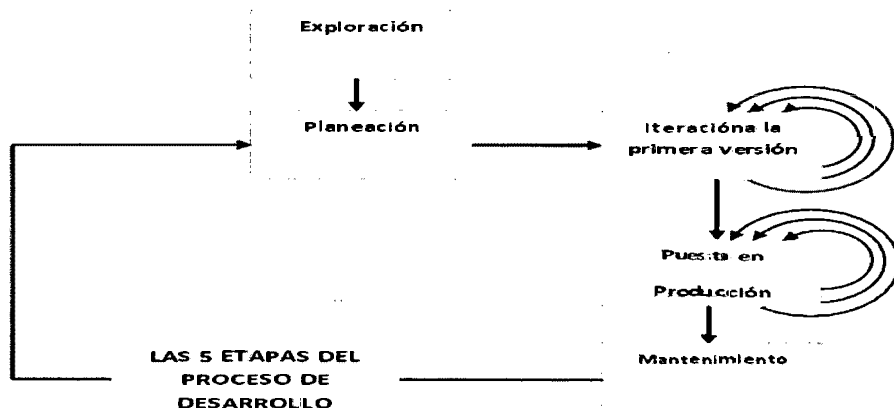 Exploración
Planeación
Iteracióna la
primera versión
Puesta en
Producción
Mantenimiento
LAS 5 ETAPAS DEL
PROCESO DE
DESARROLLO